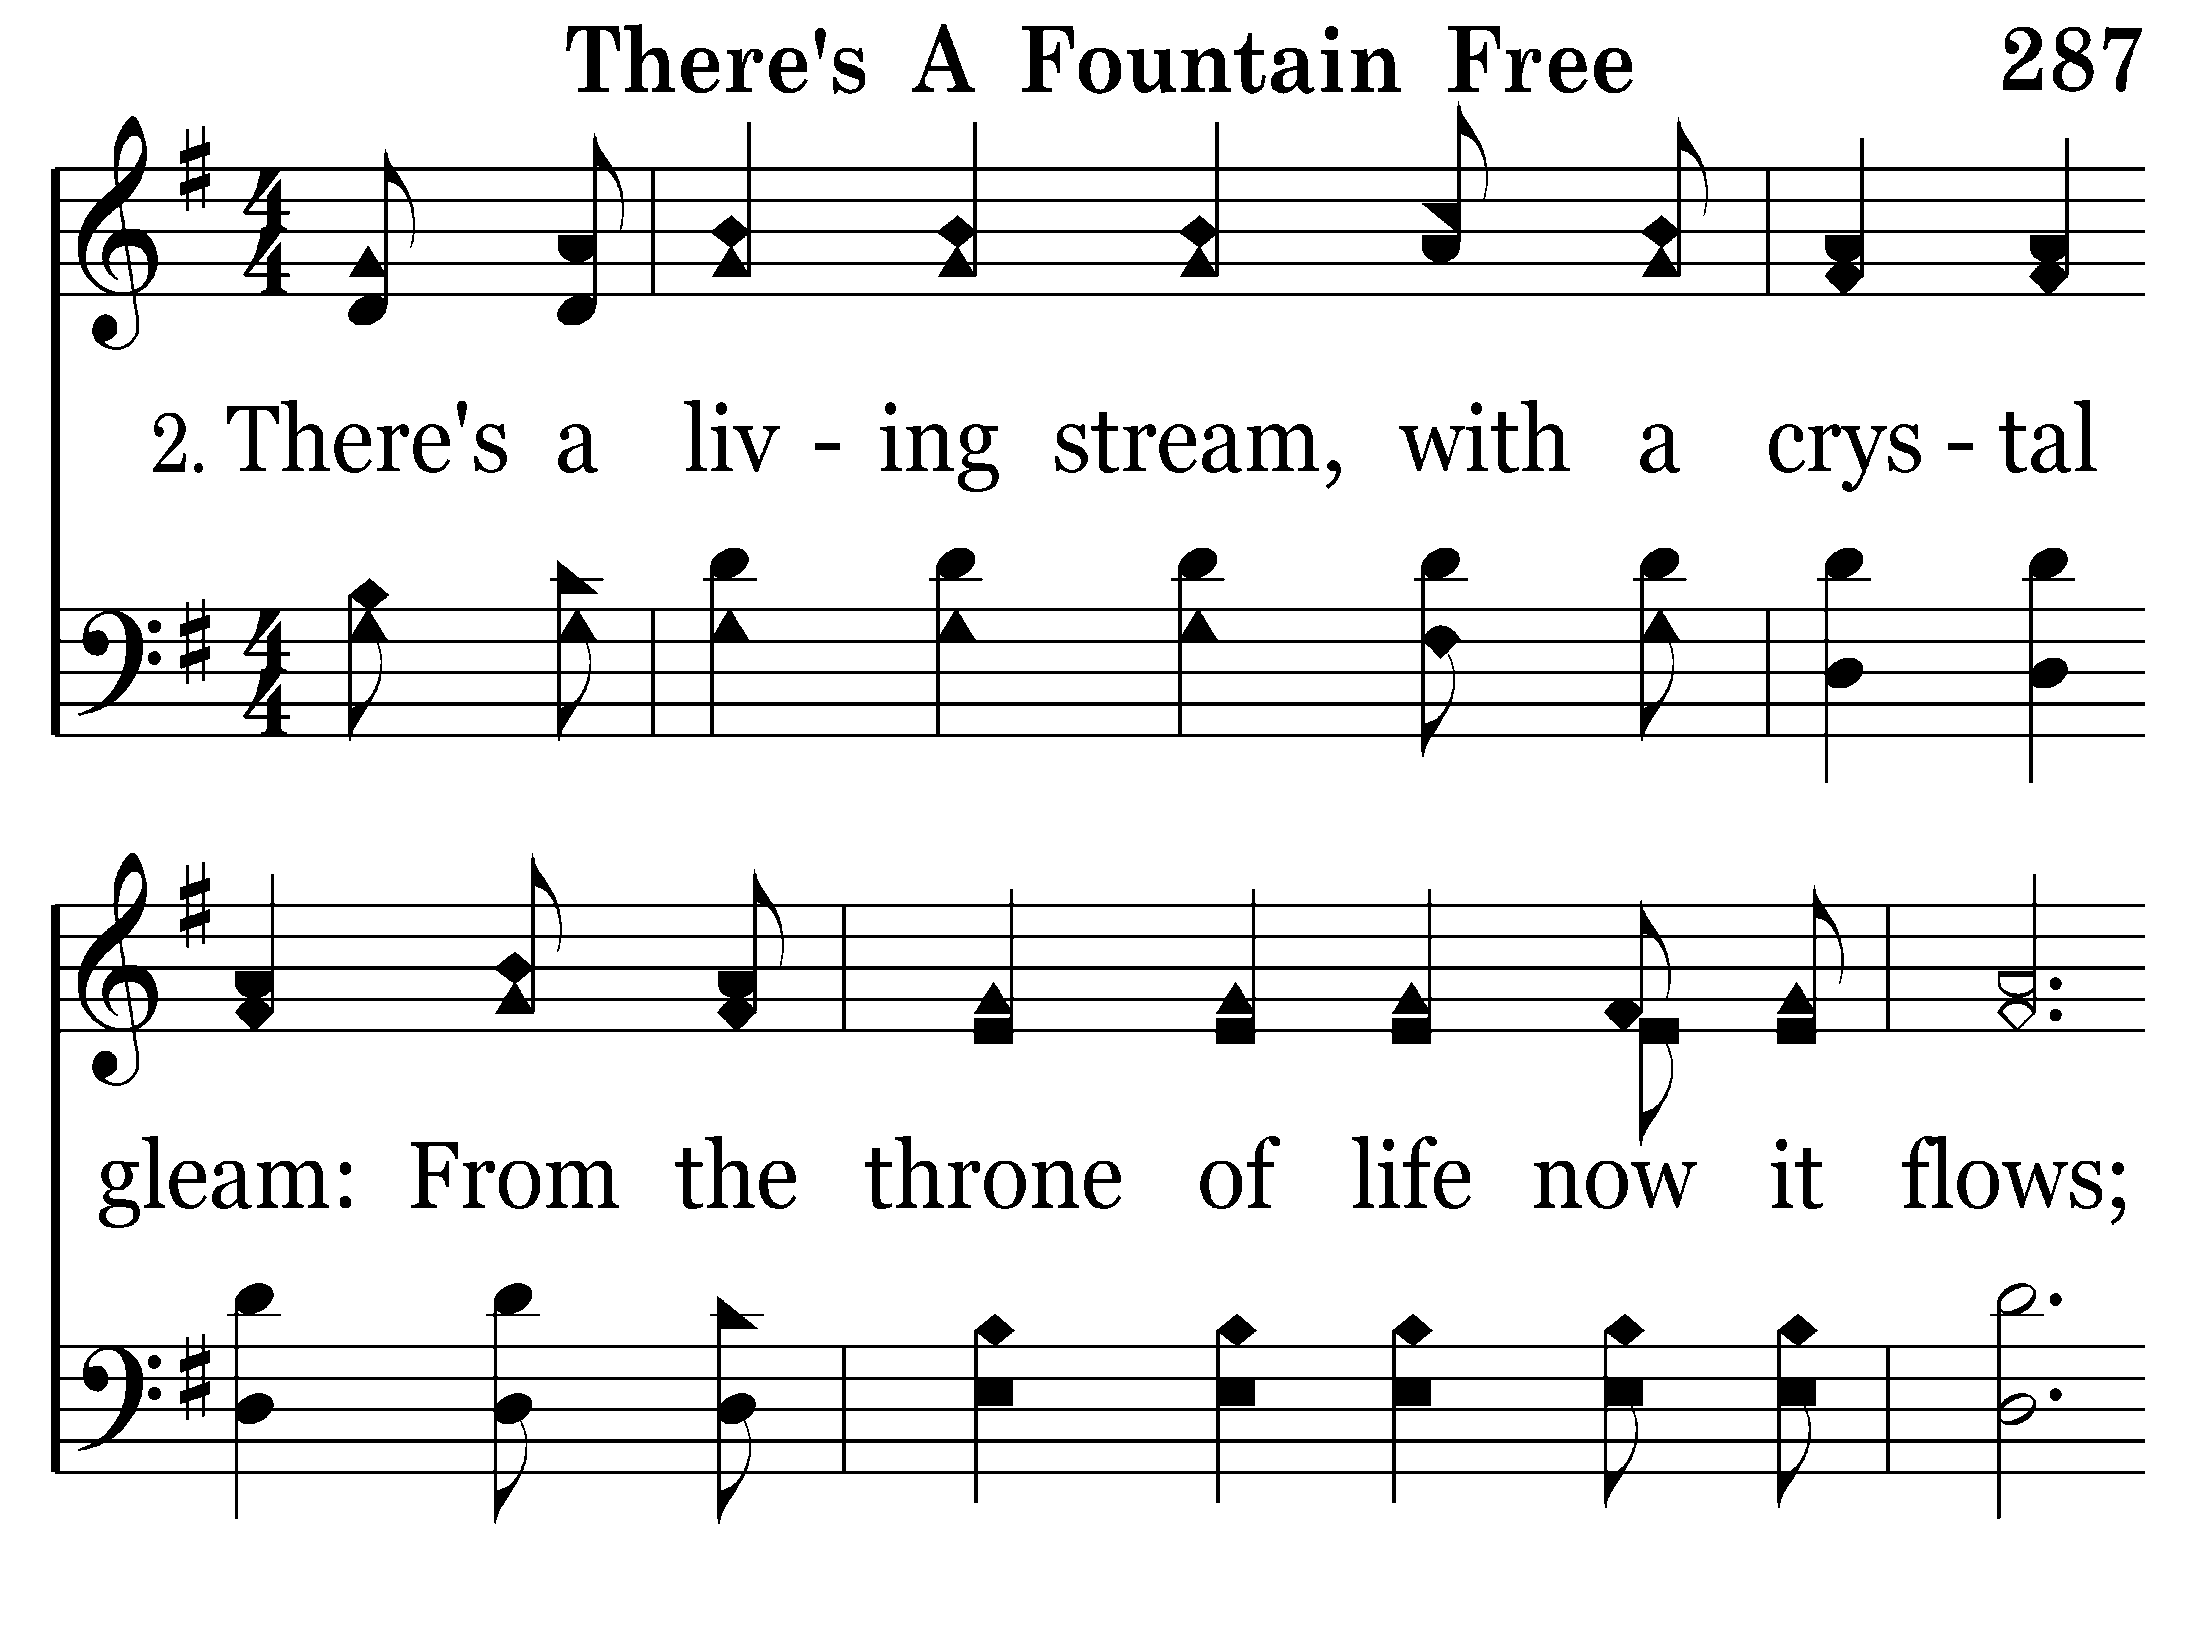 There's A Fountain Free 287
2. There's a liv - ing stream, with a crys - tal
gleam: From the throne of life now it flows;